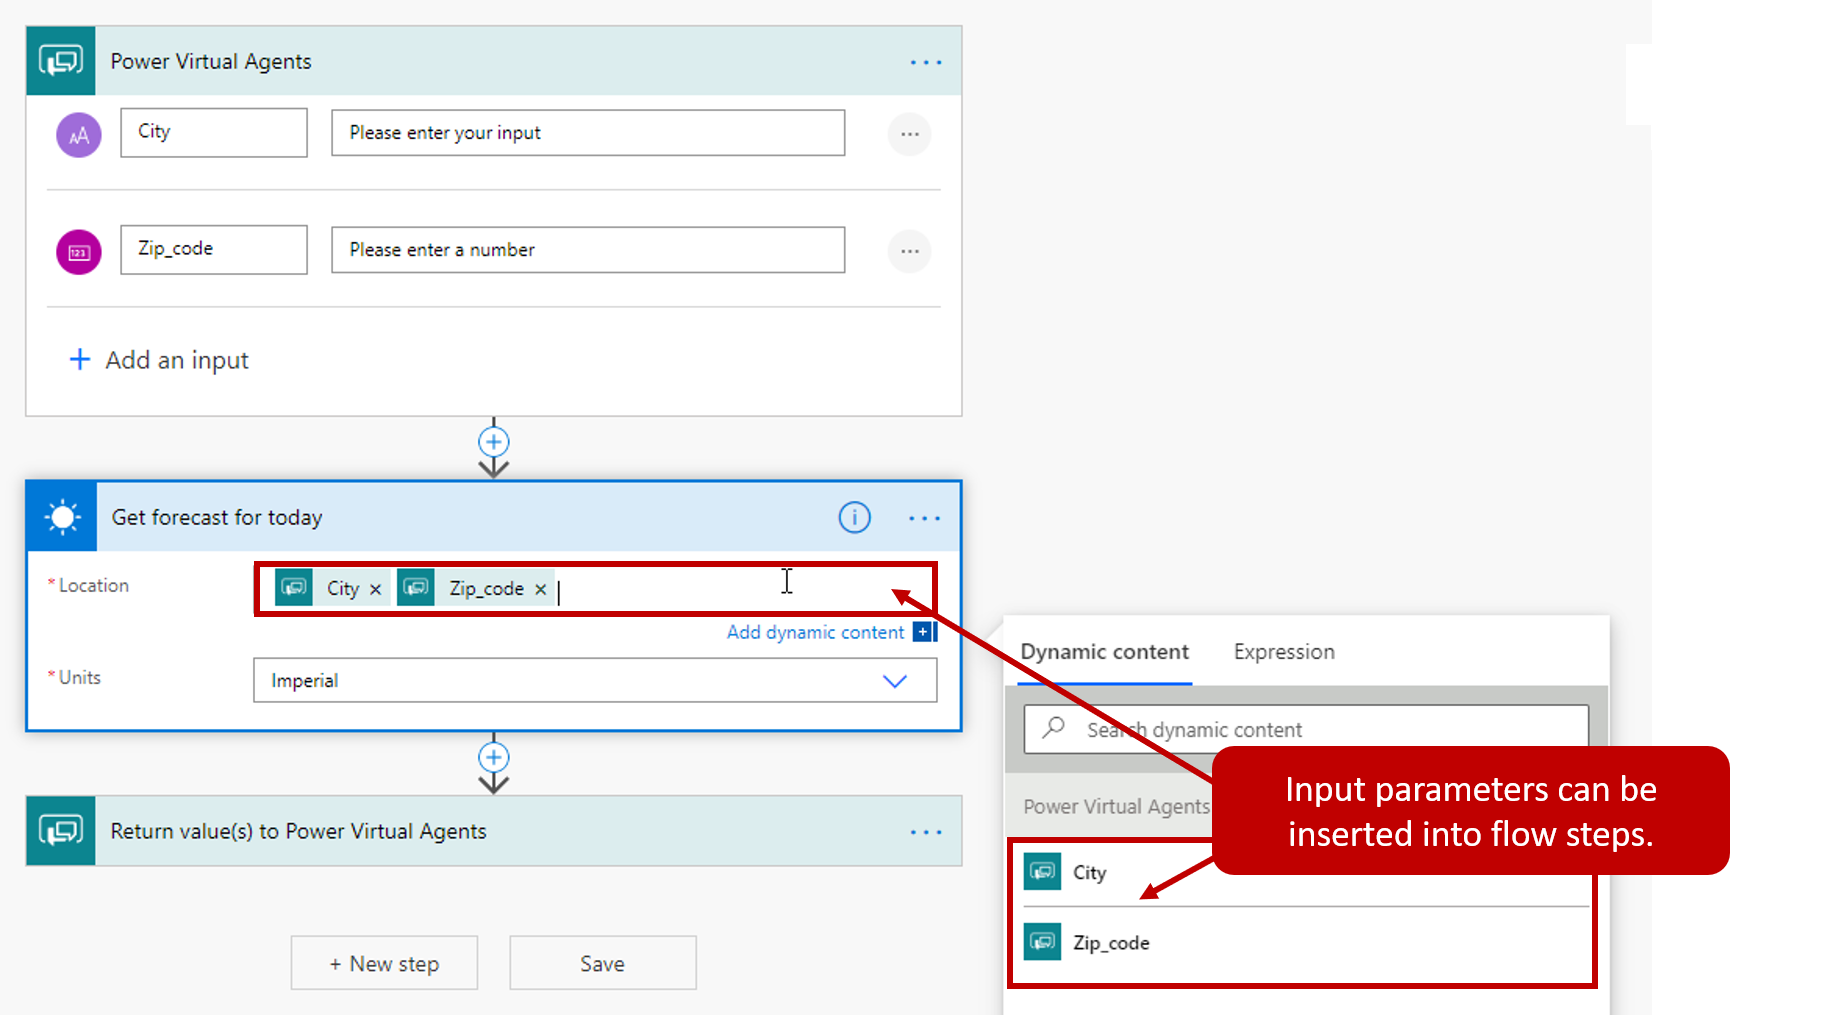 Power Virtual Agents
City
Please enter your input
123
Zip_code
Please enter a number
+ Add an input
Get forecast for today
*Location
City × Zip_code ×
Add dynamic content
*Units
Imperial
Return value(s) to Power Virtual Agents
+ New step
Save
Dynamic content
Expression
Search dynamic content
Power Virtual Agents
City
Zip_code
Input parameters can be
inserted into flow steps.